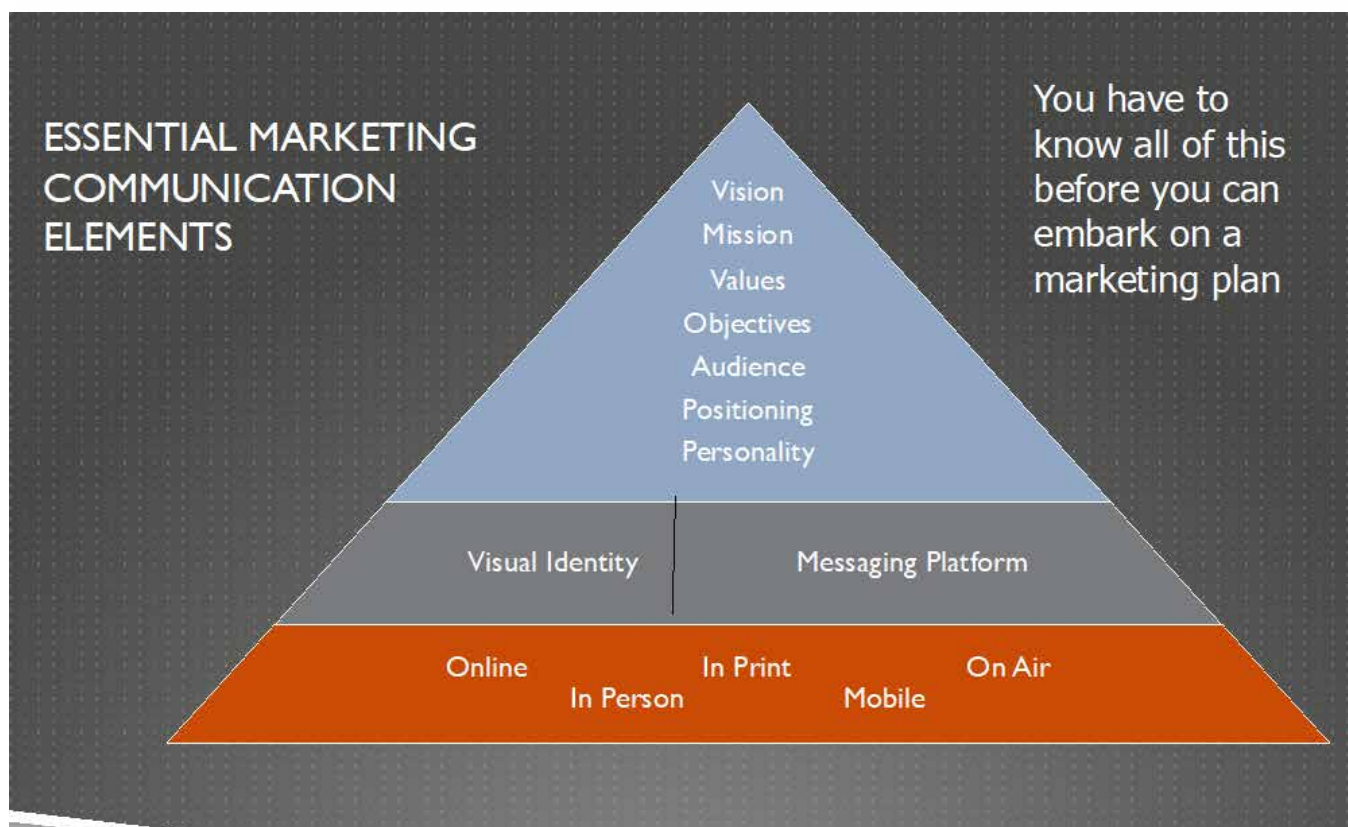 ESSENTIAL MARKETING
COMMUNICATION
ELEMENTS
You have to
know all of this
before you can
embark on a
marketing plan
Vision
Mission
Values
Objectives
Audience
Positioning
Personality
Visual Identity
Messaging Platform
Online
In Print
On Air
In Person
Mobile